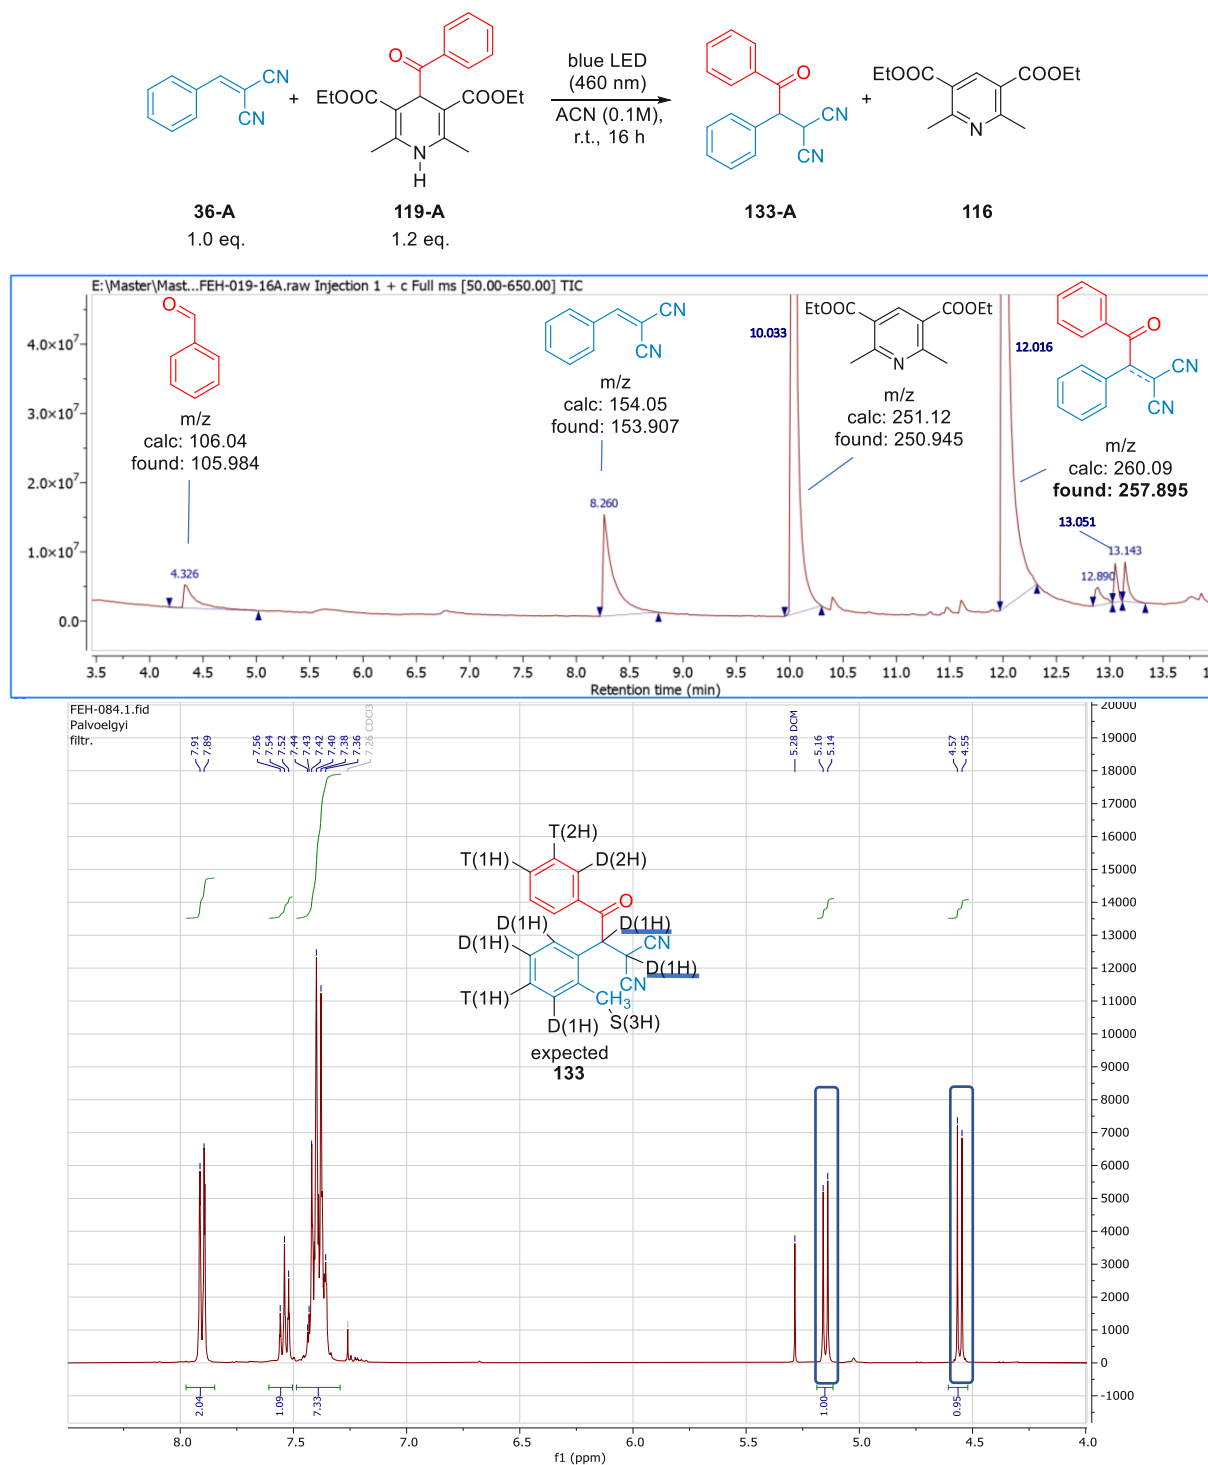 O
CN
CN
+
EtOOC
COOEt
N
H
blue LED
(460 nm)
ACN (0.1M),
r.t., 16 h
O
CN
CN
+
EtOOC
COOEt
N
36-A
119-A
133-A
116
1.0 eq.
1.2 eq.
E:\Master\Mast...FEH-019-16A.raw Injection 1 + c Full ms [50.00-650.00] TIC
O
m/z
calc: 106.04
found: 105.984
4.326
CN
CN
m/z
calc: 154.05
found: 153.907
8.260
10.033
EtOOC
COOEt
N
m/z
calc: 251.12
found: 250.945
12.016
O
CN
CN
m/z
calc: 260.09
found: 257.895
13.051
13.143
12.890
4.0×10⁷
3.0×10⁷
2.0×10⁷
1.0×10⁷
0.0
3.5 4.0 4.5 5.0 5.5 6.0 6.5 7.0 7.5 8.0 8.5 9.0 9.5 10.0 10.5 11.0 11.5 12.0 12.5 13.0 13.5 1
Retention time (min)
FEH-084.1.fid
Palvoelgyi
filtr.
7.91
7.89
7.56
7.54
7.52
7.44
7.43
7.42
7.40
7.38
7.36
7.26 CDCl3
5.28 DCM
5.16
5.14
4.57
4.55
T(2H)
T(1H)
D(2H)
O
D(1H)
D(1H)
D(1H)
CN
D(1H)
CN
T(1H)
CH3
D(1H)
S(3H)
expected
133
20000
19000
18000
17000
16000
15000
14000
13000
12000
11000
10000
9000
8000
7000
6000
5000
4000
3000
2000
1000
0
-1000
2.04
1.09
7.33
1.00
0.95
8.0 7.5 7.0 6.5 6.0 5.5 5.0 4.5 4.0
f1 (ppm)